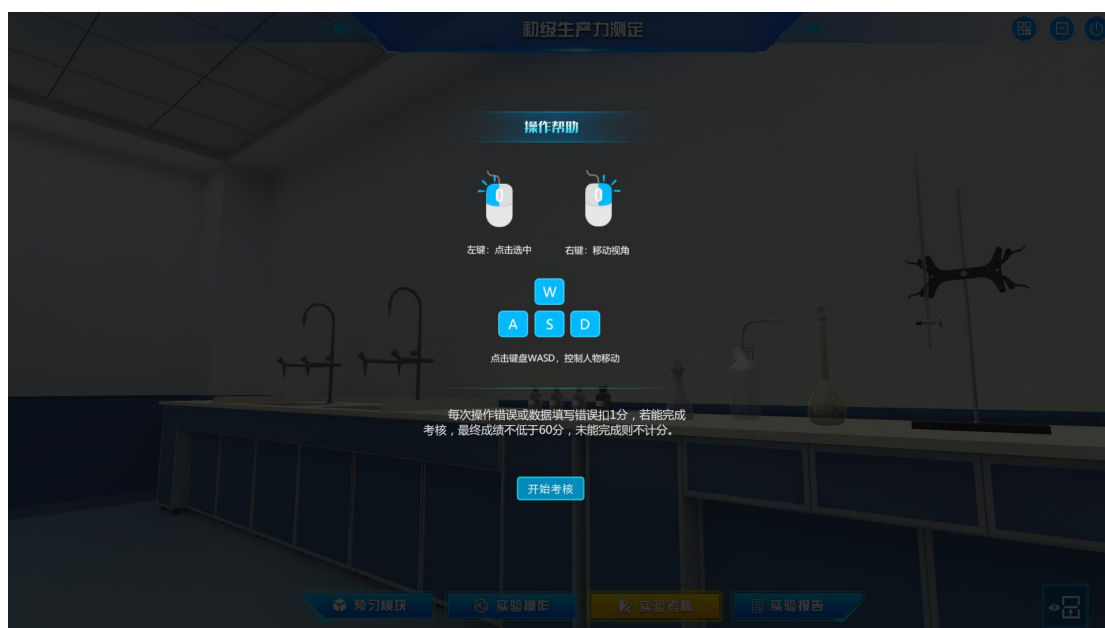 初级生产力测定
操作帮助
左键：点击选中
右键：移动视角
W
A S D
点击键盘WASD，控制人物移动
每次操作错误或数据填写错误扣1分，若能完成
考核，最终成绩不低于60分，未能完成则不计分。
开始考核
预习模块
实验操作
实验考核
实验报告